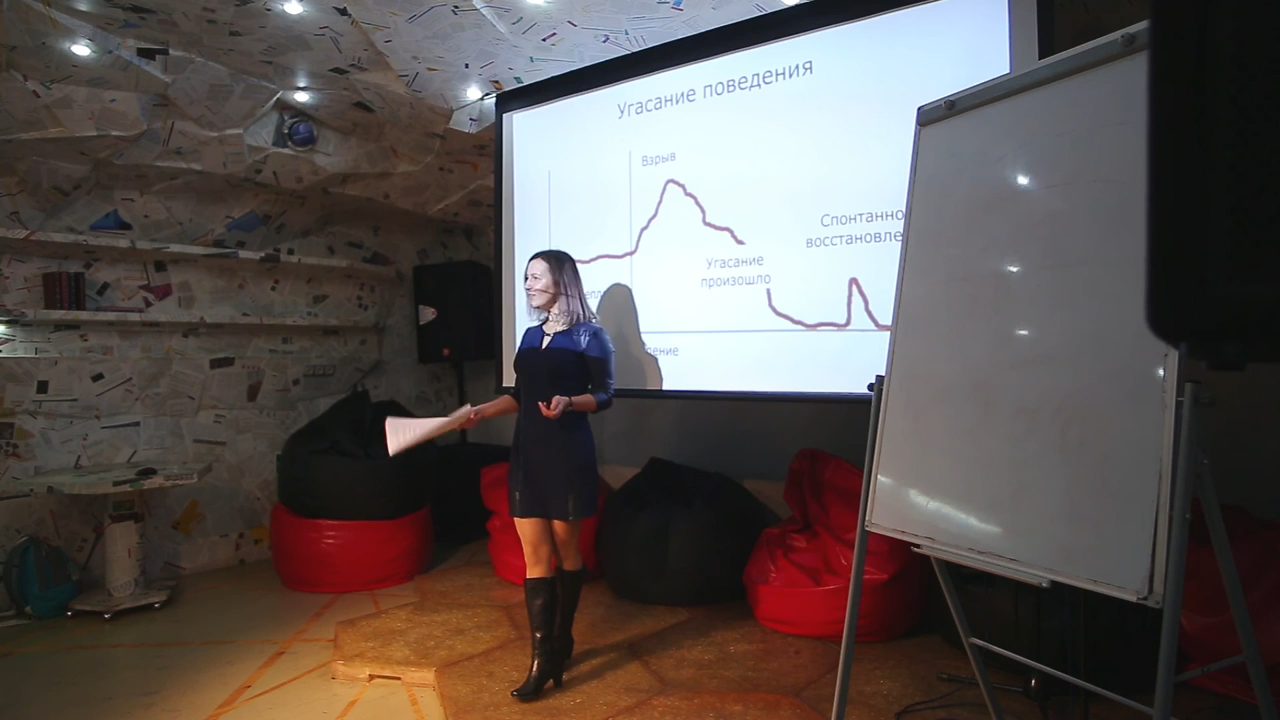 Угасание поведения
Взрыв
Спонтанно
восстановле
Угасание
произошло